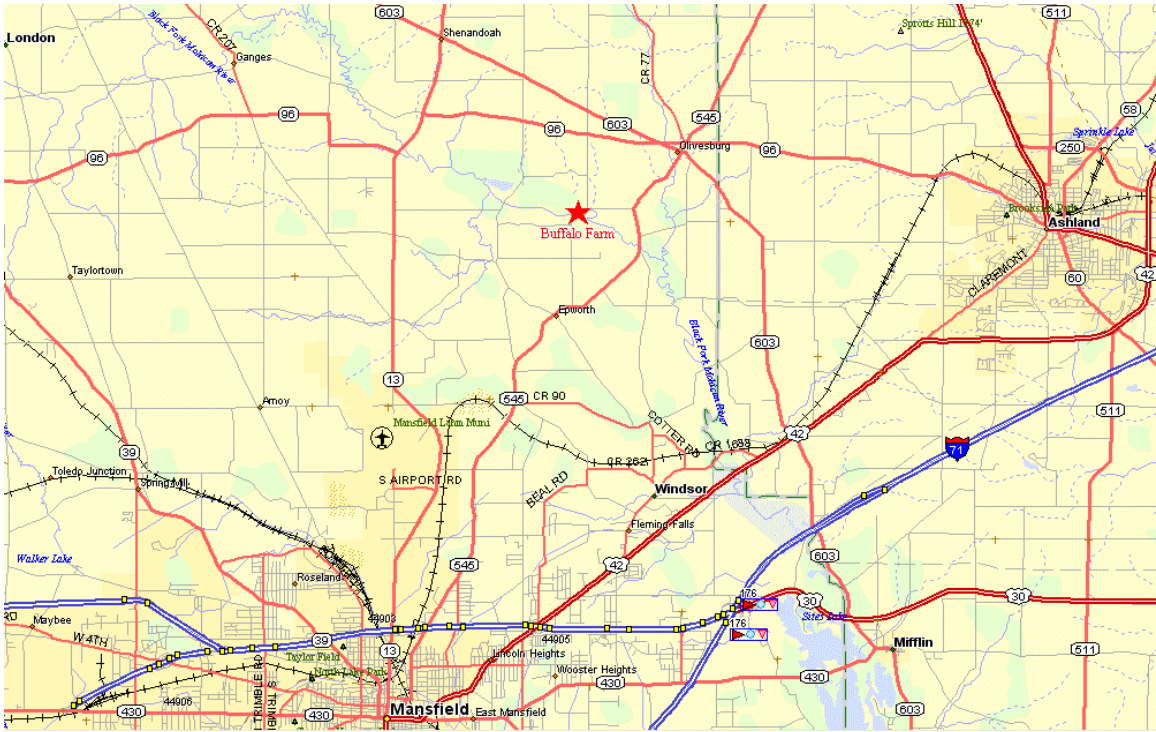 603
511
Sprotts Hill 1374'
Black Fork Mohican River
CR 207
London
Shenandoah
Ganges
CR 77
58
96
545
603
96
Sprinkle Lake
250
96
96
Olivesburg
Brookside Park
Ashland
Buffalo Farm
CLAREMONT
Taylortown
60
42
Epworth
Black Fork Mohican River
603
13
545
CR 90
Amoy
511
Mansfield Lahm Muni
COTTER RD
42
CR 1688
71
39
CR 262
Toledo Junction
S AIRPORT RD
BEAL RD
Springmill
Windsor
Fleming Falls
Walker Lake
603
42
545
Roseland
176
30
30
44903
Maybee
RD
176
Sites Lake
W 4TH
39
44905
Mifflin
13
511
Taylor Field
Lincoln Heights
North Lake Park
Wooster Heights
TRIMBLE RD
430
430
44906
430
430
Mansfield
East Mansfield
603